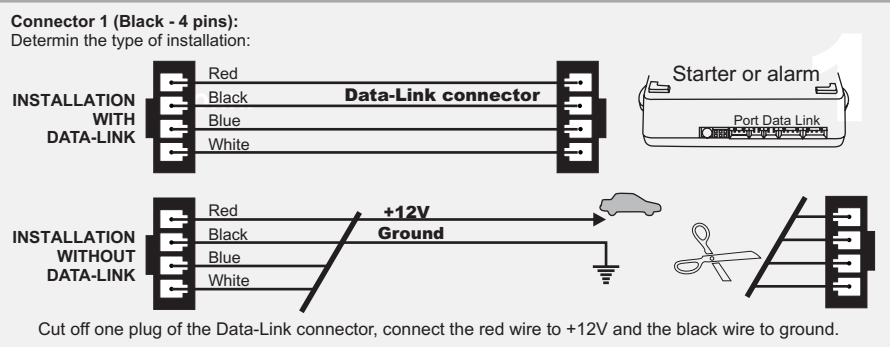 Connector 1 (Black - 4 pins):
Determin the type of installation:
1
Red
Black
Blue
White
Data-Link connector
INSTALLATION
WITH
DATA-LINK
Starter or alarm
Port Data Link
Red
Black
Blue
White
+12V
Ground
INSTALLATION
WITHOUT
DATA-LINK
Cut off one plug of the Data-Link connector, connect the red wire to +12V and the black wire to ground.